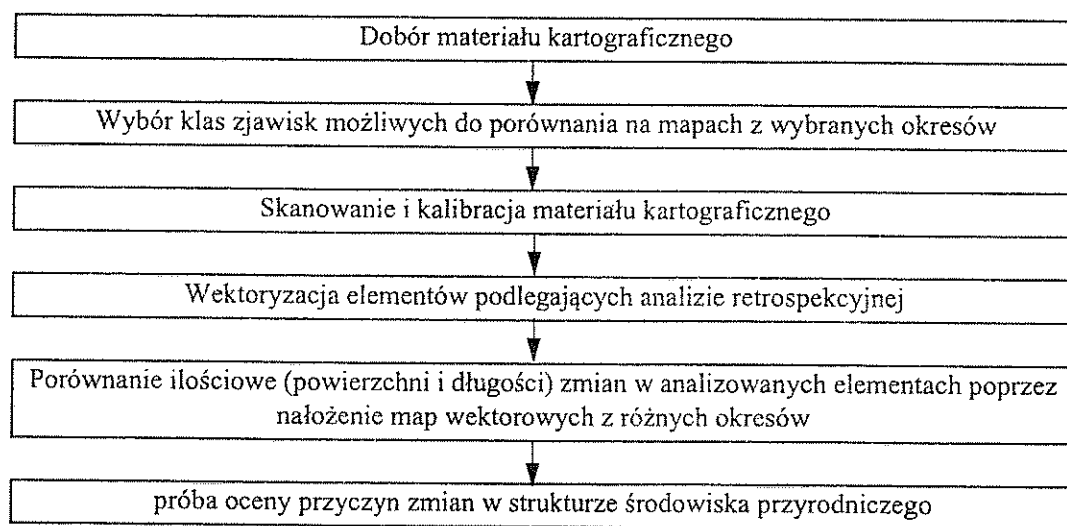 Dobór materiału kartograficznego
Wybór klas zjawisk możliwych do porównania na mapach z wybranych okresów
Skanowanie i kalibracja materiału kartograficznego
Wektoryzacja elementów podlegających analizie retrospekcyjnej
Porównanie ilościowe (powierzchni i długości) zmian w analizowanych elementach poprzez
nałożenie map wektorowych z różnych okresów
próba oceny przyczyn zmian w strukturze środowiska przyrodniczego